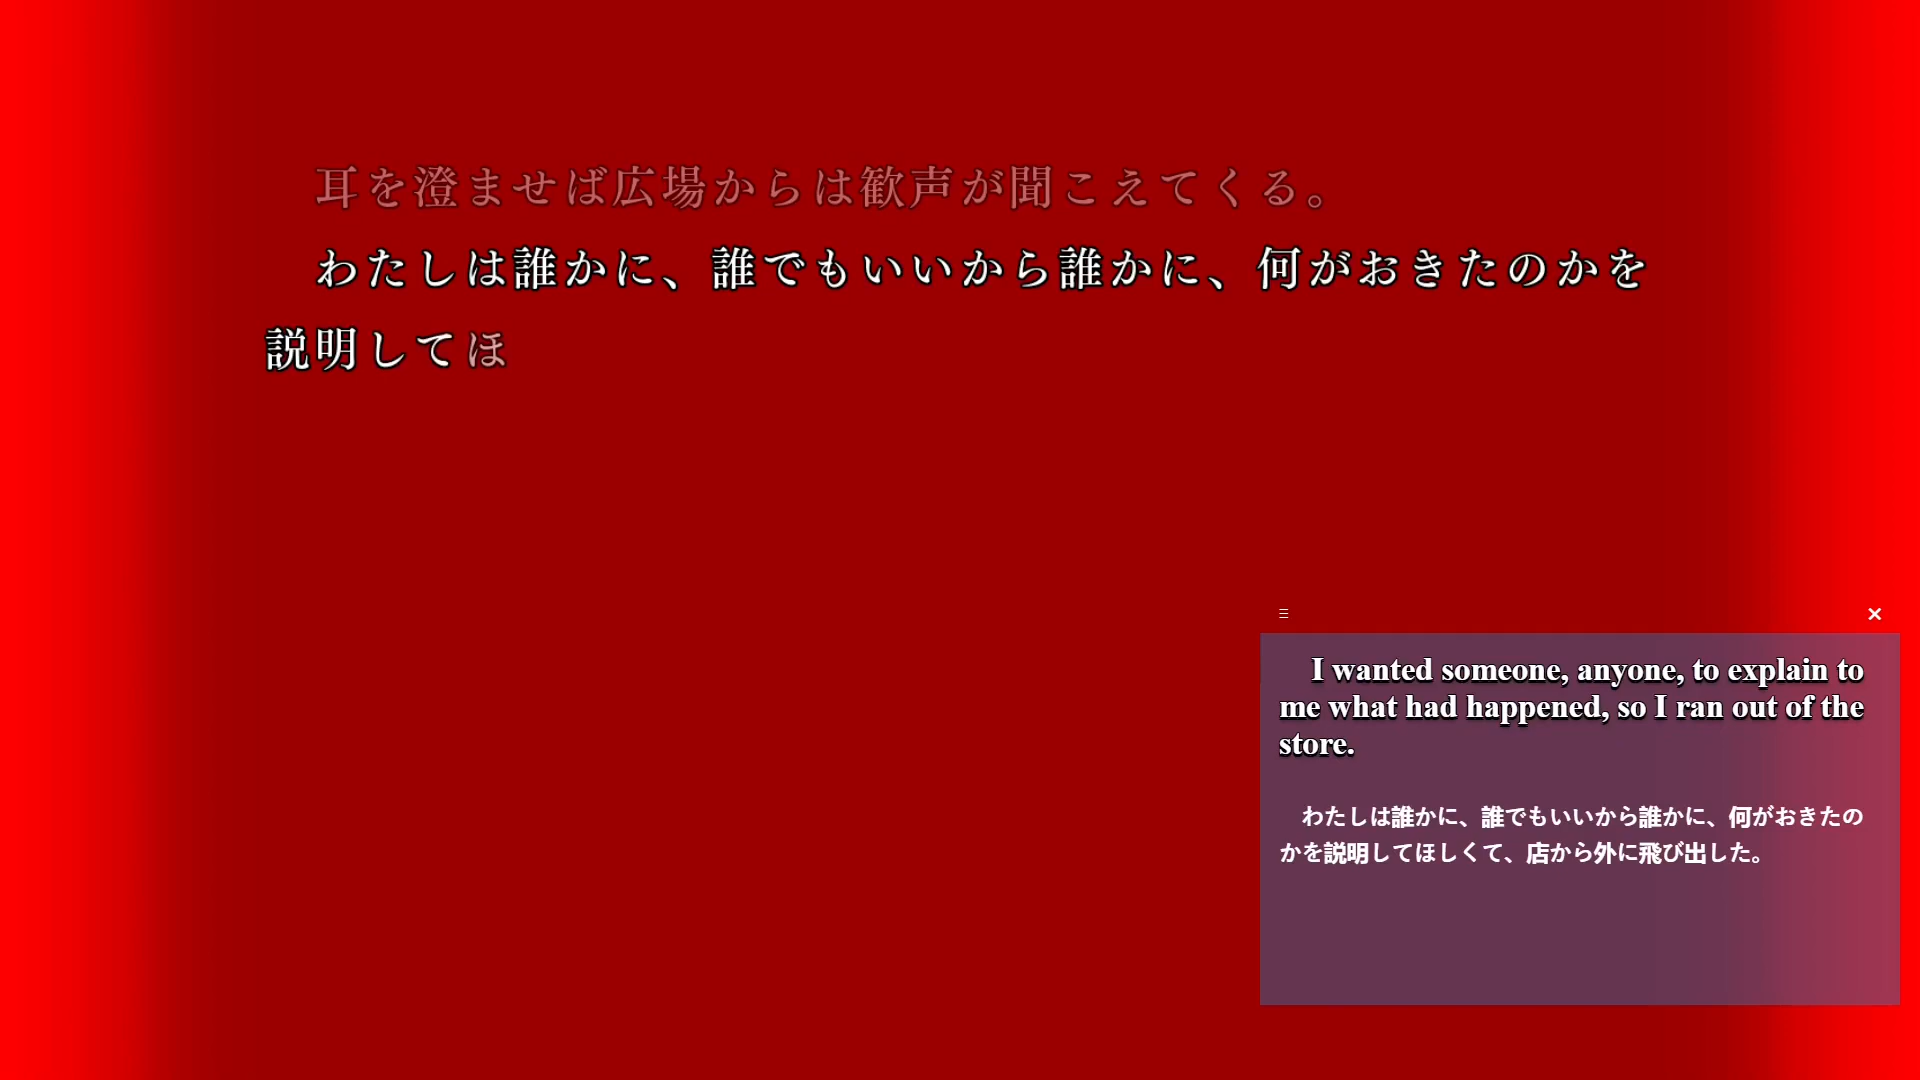 耳を澄ませば広場からは歓声が聞こえてくる。
わたしは誰かに、誰でもいいから誰かに、何がおきたのかを
説明してほ
I wanted someone, anyone, to explain to
me what had happened, so I ran out of the
store.
わたしは誰かに、誰でもいいから誰かに、何がおきたの
かを説明してほしくて、店から外に飛び出した。